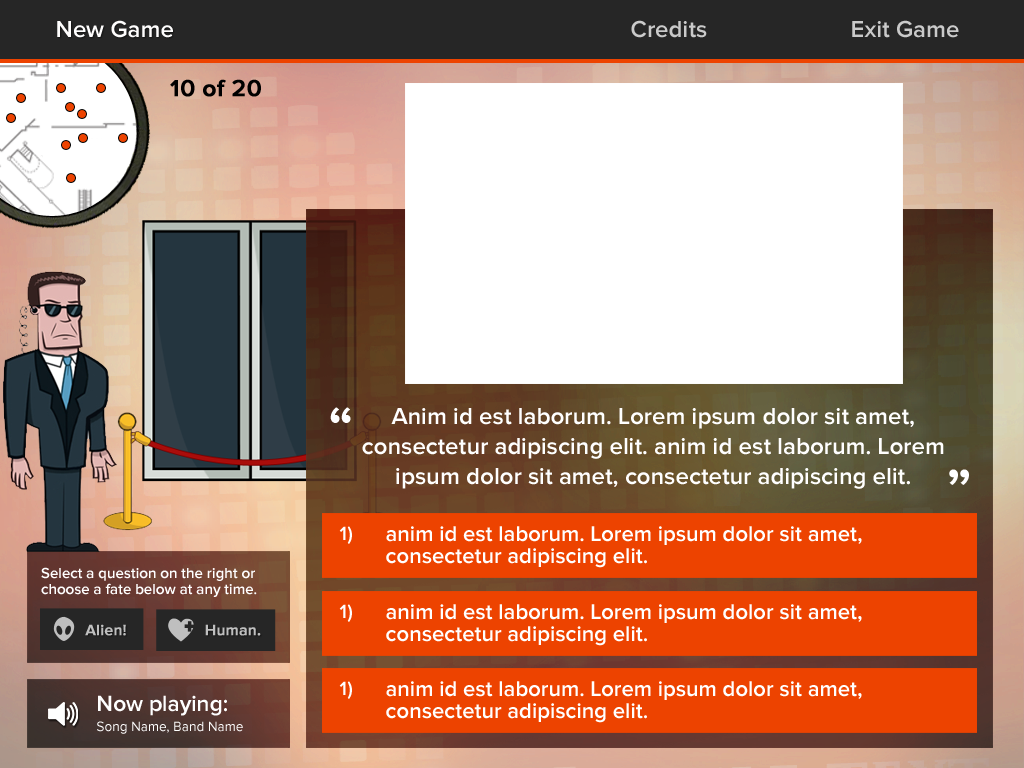 New Game
Credits
Exit Game
10 of 20
“ Anim id est laborum. Lorem ipsum dolor sit amet,
consectetur adipiscing elit. anim id est laborum. Lorem
ipsum dolor sit amet, consectetur adipiscing elit. ”
1) anim id est laborum. Lorem ipsum dolor sit amet,
consectetur adipiscing elit.
1) anim id est laborum. Lorem ipsum dolor sit amet,
consectetur adipiscing elit.
1) anim id est laborum. Lorem ipsum dolor sit amet,
consectetur adipiscing elit.
Select a question on the right or
choose a fate below at any time.
Alien!
Human.
Now playing:
Song Name, Band Name